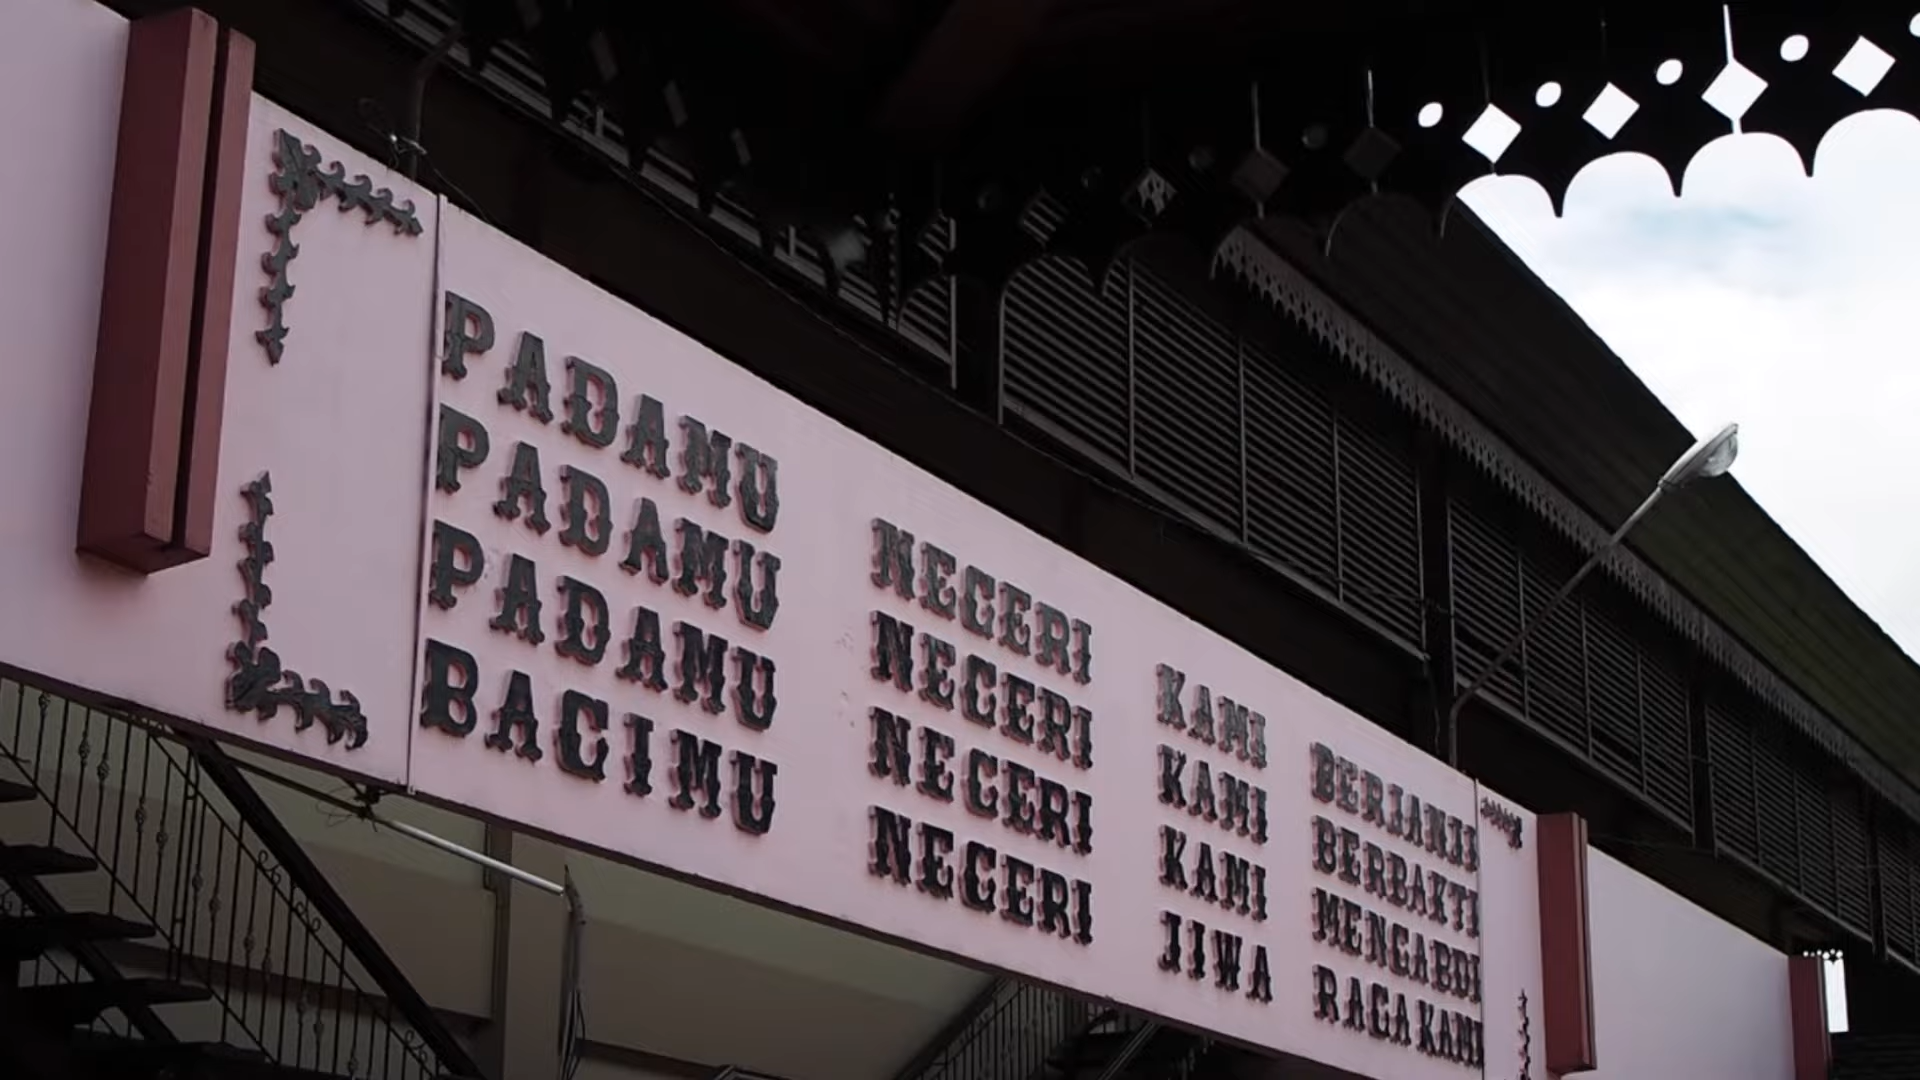 PADAMU NEGERI KAMI BERJANJI
PADAMU NEGERI KAMI BERBAKTI
PADAMU NEGERI KAMI MENGABDI
BAGIMU NEGERI JIWA RAGA KAMI